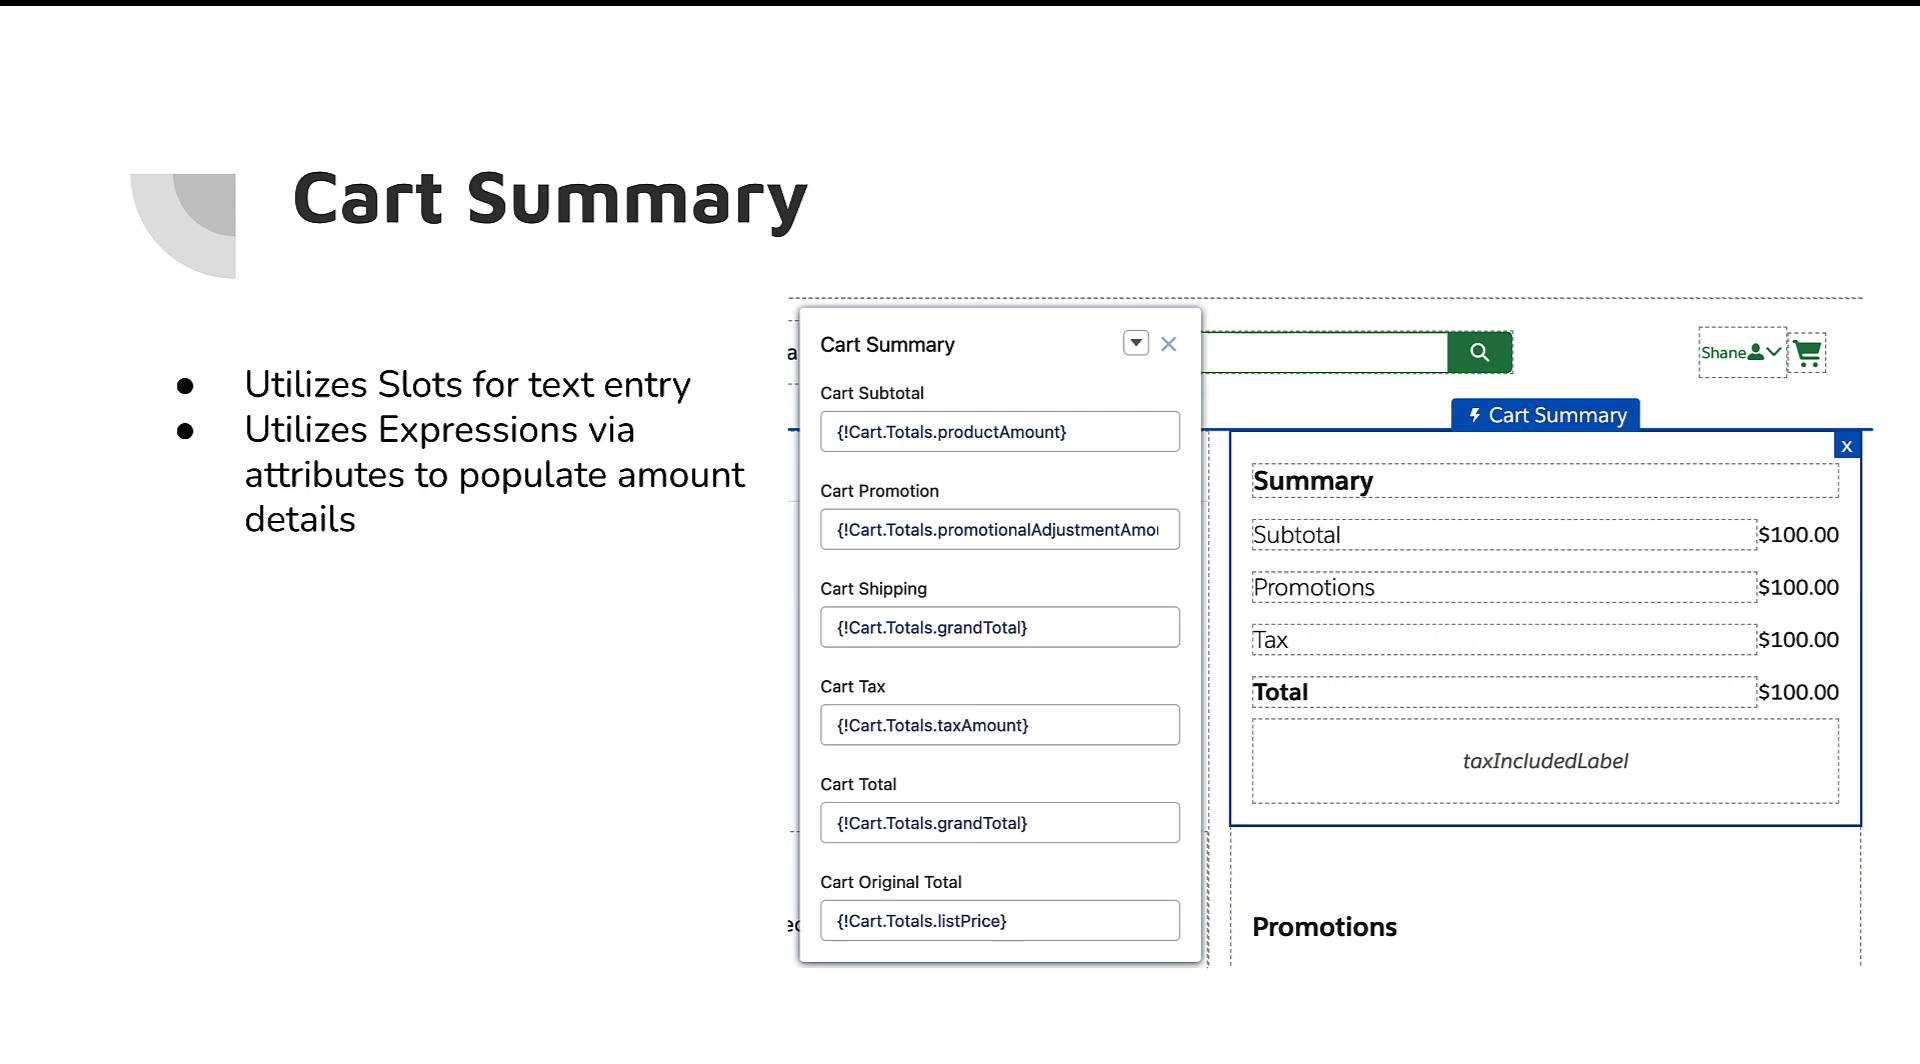 Cart Summary
● Utilizes Slots for text entry
● Utilizes Expressions via
attributes to populate amount
details
Cart Summary
Cart Subtotal
{!Cart.Totals.productAmount}
Cart Promotion
{!Cart.Totals.promotionalAdjustmentAmo
Cart Shipping
{!Cart.Totals.grandTotal}
Cart Tax
{!Cart.Totals.taxAmount}
Cart Total
{!Cart.Totals.grandTotal}
Cart Original Total
{!Cart.Totals.listPrice}
Shane
Cart Summary
x
Summary
Subtotal $100.00
Promotions $100.00
Tax $100.00
Total $100.00
taxIncludedLabel
Promotions